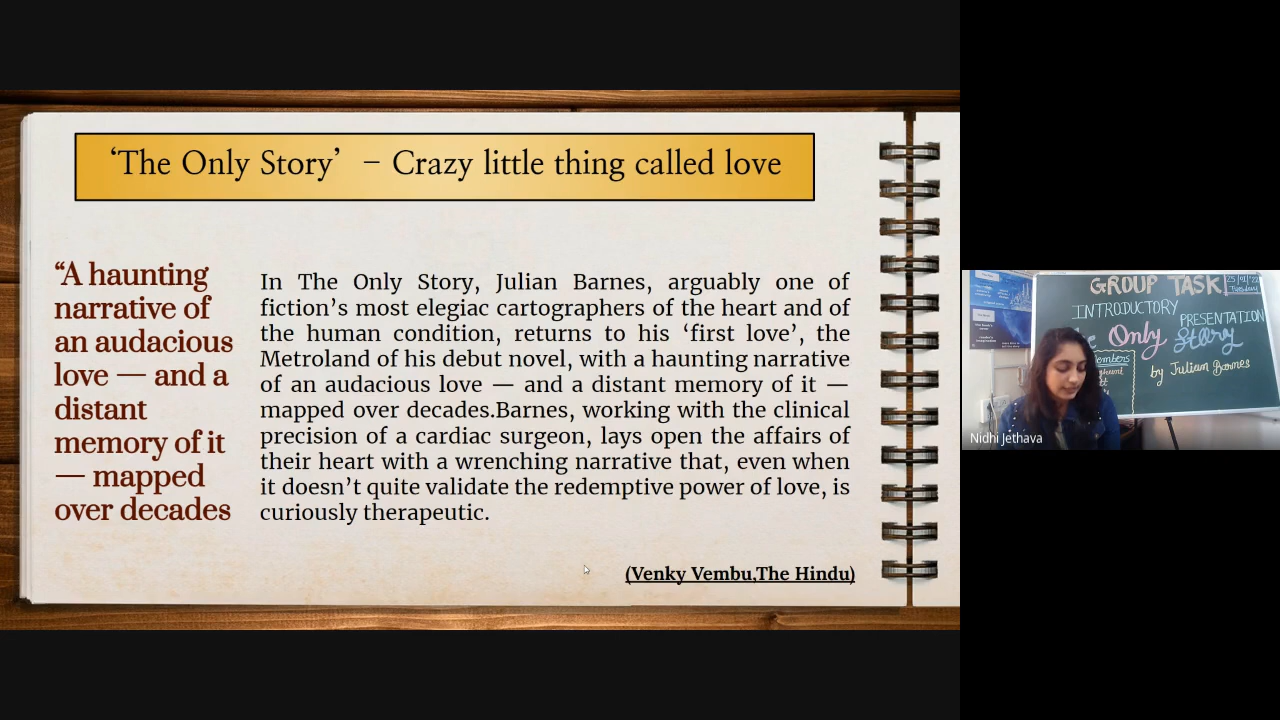 ‘The Only Story’ – Crazy little thing called love
“A haunting
narrative of
an audacious
love — and a
distant
memory of it
— mapped
over decades
In The Only Story, Julian Barnes, arguably one of
fiction’s most elegiac cartographers of the heart and of
the human condition, returns to his ‘first love’, the
Metroland of his debut novel, with a haunting narrative
of an audacious love — and a distant memory of it —
mapped over decades.Barnes, working with the clinical
precision of a cardiac surgeon, lays open the affairs of
their heart with a wrenching narrative that, even when
it doesn’t quite validate the redemptive power of love, is
curiously therapeutic.
(Venky Vembu,The Hindu)
GROUP TASK
Tuesday
INTRODUCTORY
PRESENTATION
Only Story
by Julian Barnes
Nidhi Jethava